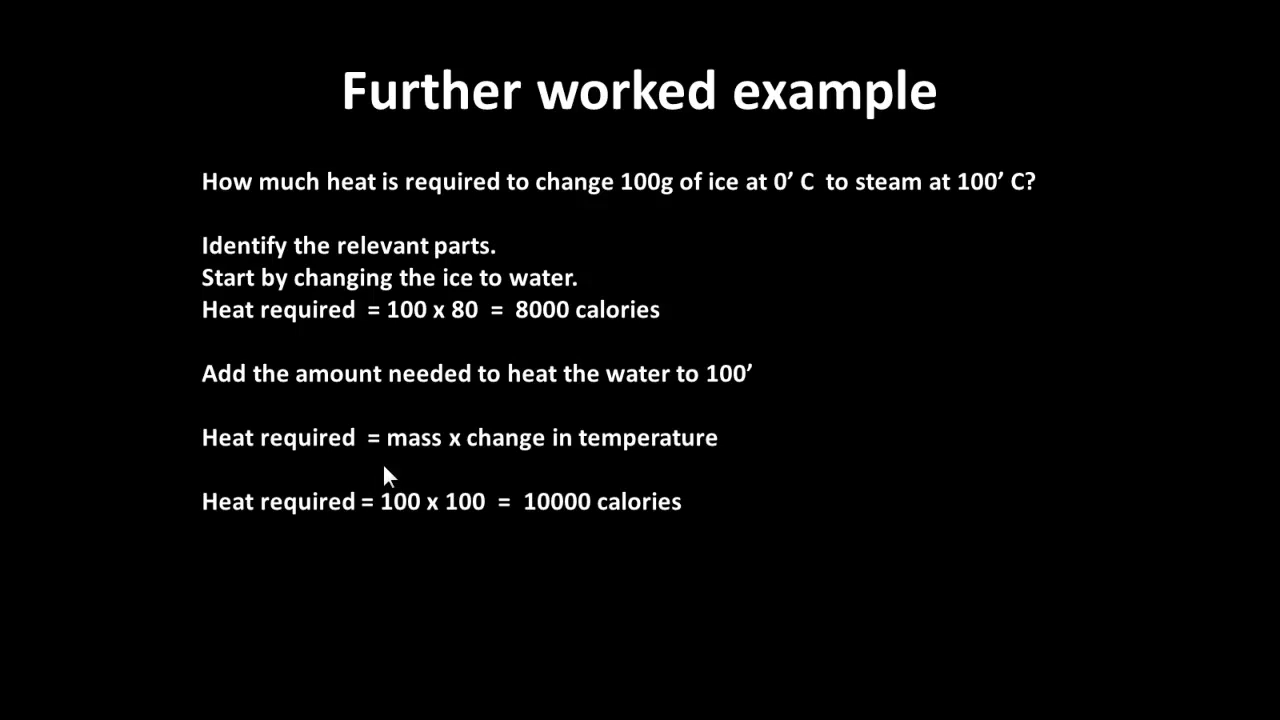 Further worked example
How much heat is required to change 100g of ice at 0’ C  to steam at 100’ C?
Identify the relevant parts.
Start by changing the ice to water.
Heat required  = 100 x 80  =  8000 calories
Add the amount needed to heat the water to 100’
Heat required  = mass x change in temperature
Heat required = 100 x 100  =  10000 calories